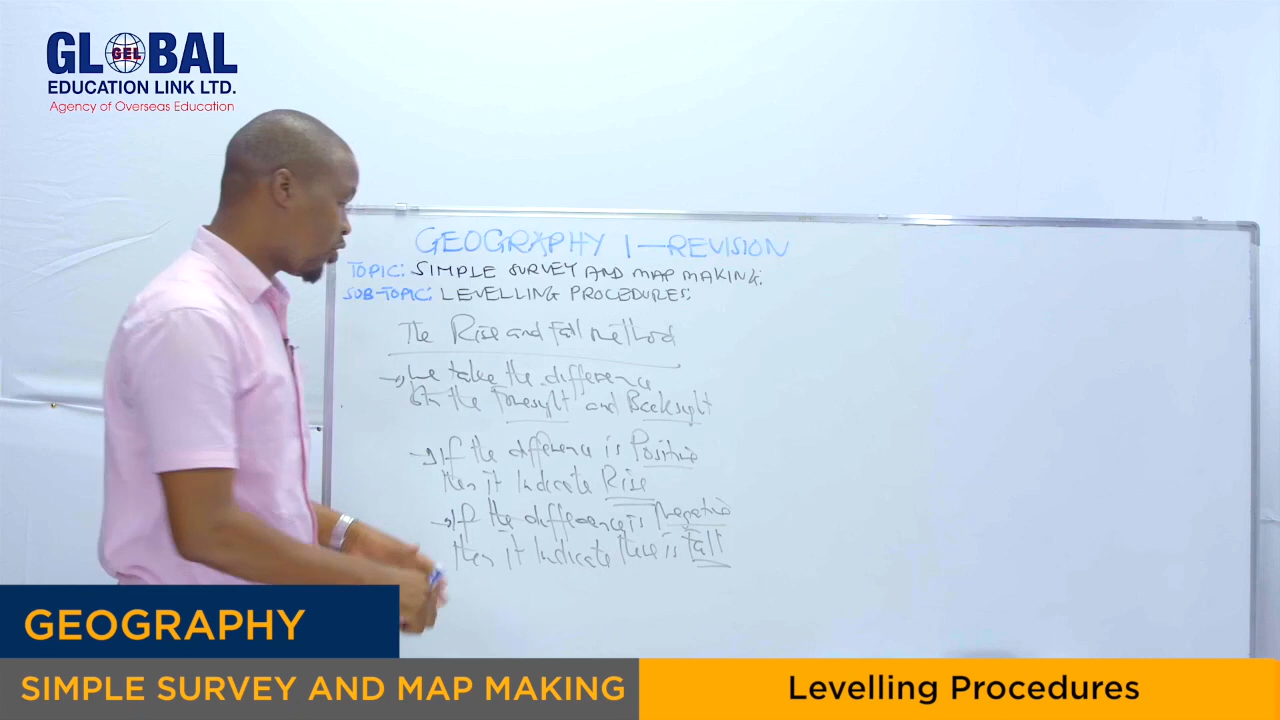 GLOBAL
GEL
EDUCATION LINK LTD.
Agency of Overseas Education
GEOGRAPHY 1 - REVISION
TOPIC: SIMPLE SURVEY AND MAP MAKING.
SUB-TOPIC: LEVELLING PROCEDURES.
The Rise and Fall Method
→ We take the difference
btn the Foresight and Backsight
→ If the difference is Positive
then it Indicate Rise
→ If the difference is Negative
then it Indicate there is Fall
GEOGRAPHY
SIMPLE SURVEY AND MAP MAKING
Levelling Procedures